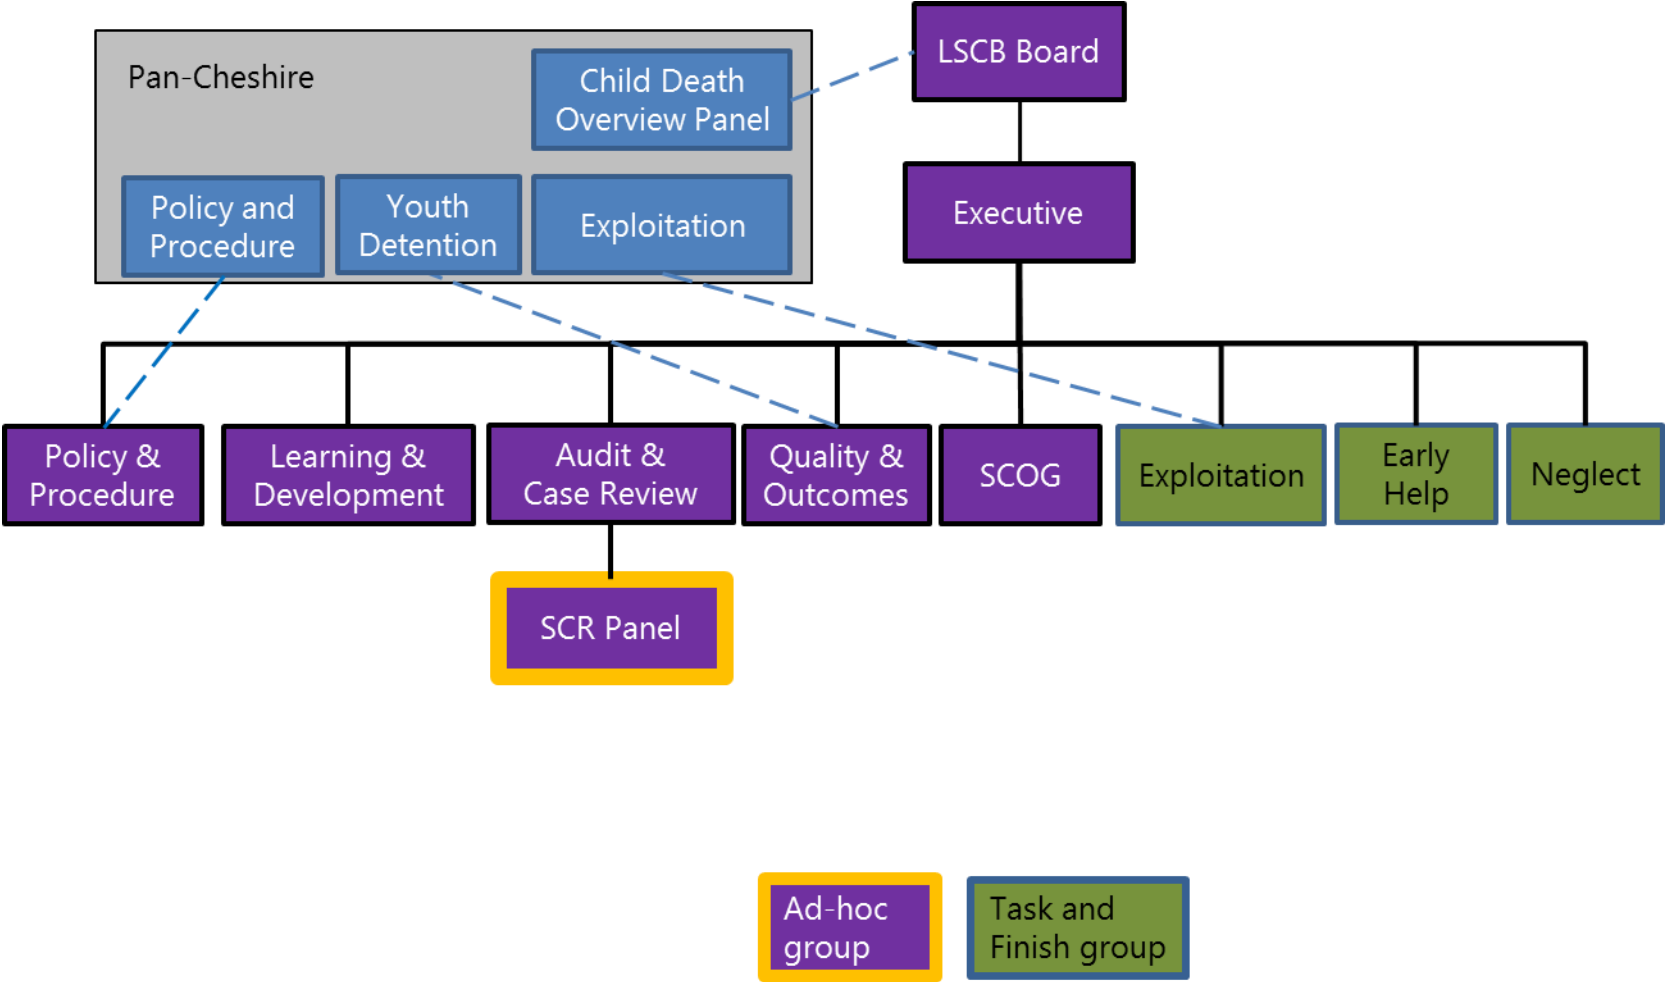 LSCB Board
Pan-Cheshire
Child Death
Overview Panel
Policy and
Procedure
Youth
Detention
Exploitation
Executive
Policy &
Procedure
Learning &
Development
Audit &
Case Review
Quality &
Outcomes
SCOG
Exploitation
Early
Help
Neglect
SCR Panel
Ad-hoc
group
Task and
Finish group